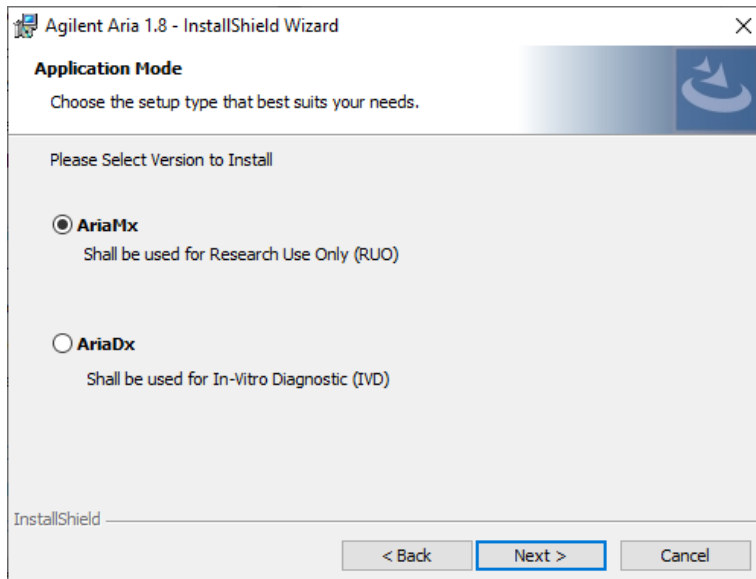 Agilent Aria 1.8 - InstallShield Wizard
Application Mode
Choose the setup type that best suits your needs.
Please Select Version to Install
AriaMx
Shall be used for Research Use Only (RUO)
AriaDx
Shall be used for In-Vitro Diagnostic (IVD)
InstallShield
< Back Next > Cancel